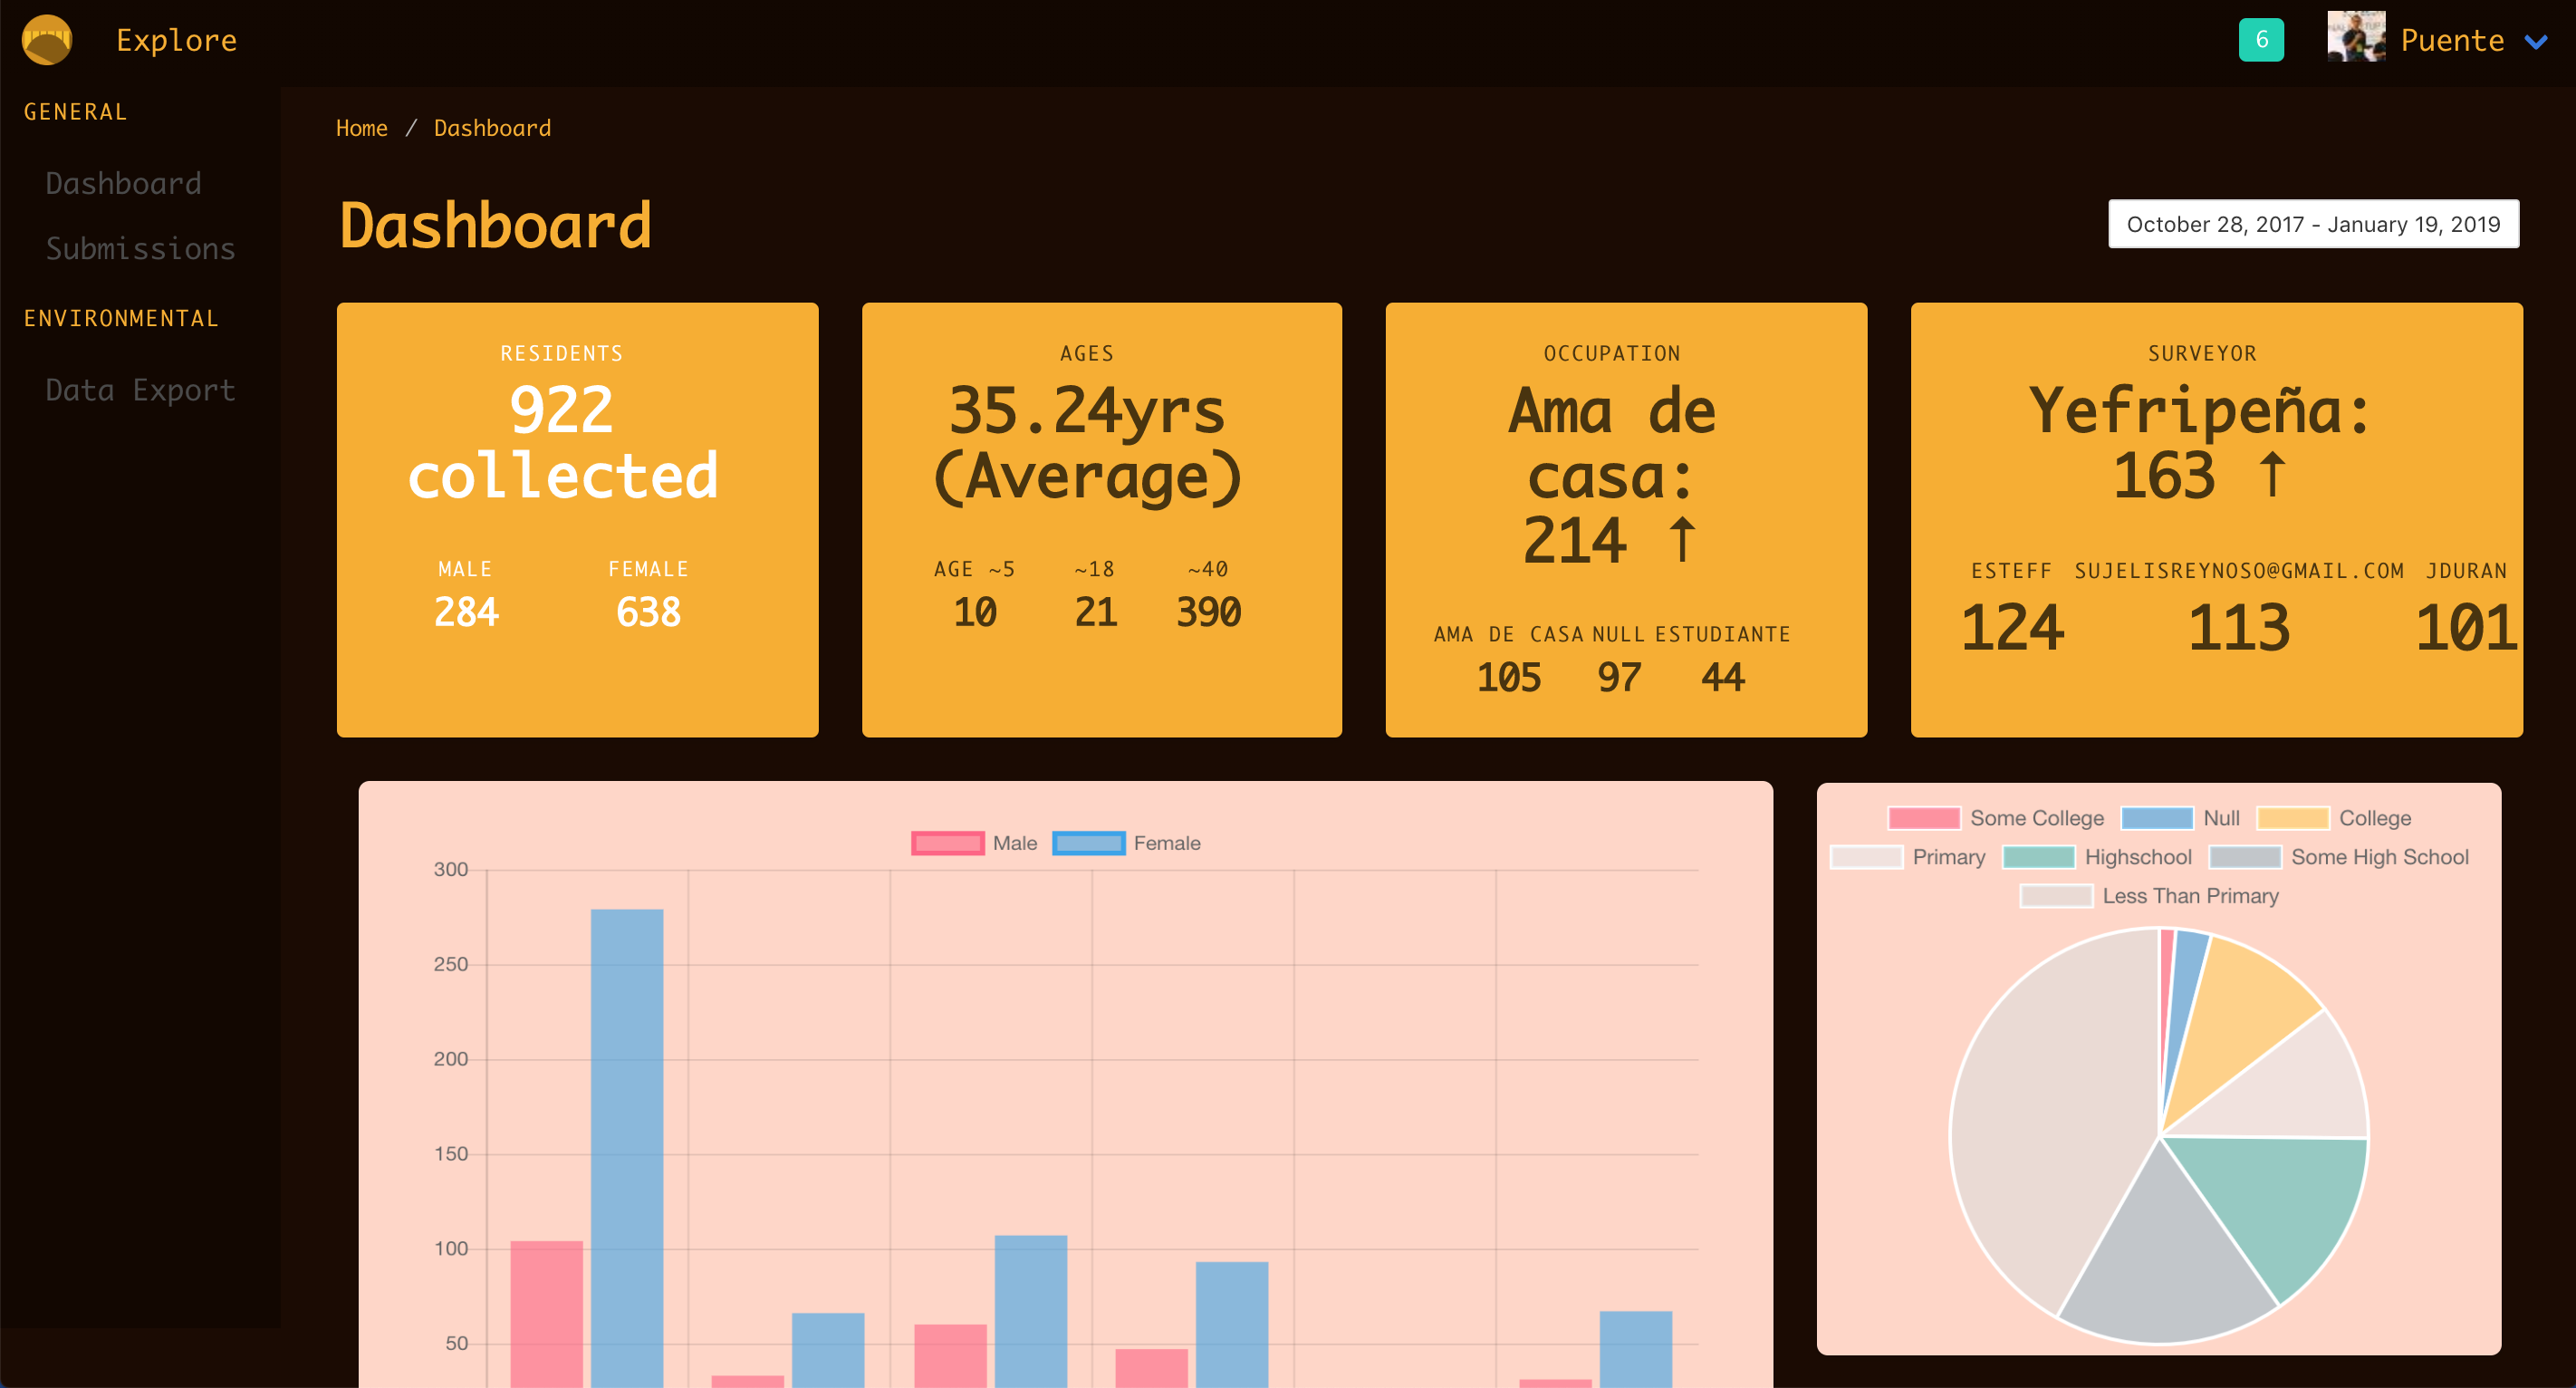 Explore
6
Puente
GENERAL
Dashboard
Submissions
ENVIRONMENTAL
Data Export
Home / Dashboard
Dashboard
October 28, 2017 - January 19, 2019
RESIDENTS
922
collected
MALE FEMALE
284 638
AGES
35.24yrs
(Average)
AGE ~5 ~18 ~40
10 21 390
OCCUPATION
Ama de
casa:
214 ↑
AMA DE CASA NULL ESTUDIANTE
105 97 44
SURVEYOR
Yefripeña:
163 ↑
ESTEFF SUJELISREYNOSO@GMAIL.COM JDURAN
124 113 101
Male Female
300
250
200
150
100
50
Some College Null College
Primary Highschool Some High School
Less Than Primary